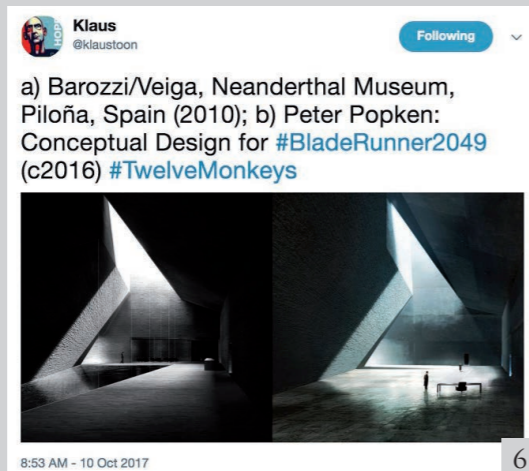 Klaus
@klaustoon
Following
a) Barozzi/Veiga, Neanderthal Museum,
Piloña, Spain (2010); b) Peter Popken:
Conceptual Design for #BladeRunner2049
(c2016) #TwelveMonkeys
8:53 AM - 10 Oct 2017
6